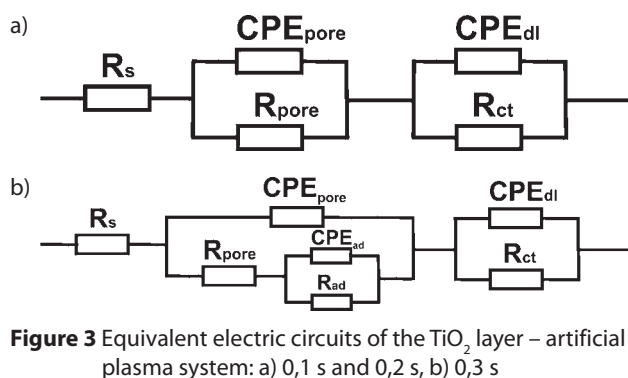 a)
CPEpore
CPEdl
Rs
Rpore
Rct
b)
CPEpore
CPEdl
Rs
Rpore
CPEad
Rad
Rct
Figure 3 Equivalent electric circuits of the TiO2 layer – artificial
plasma system: a) 0,1 s and 0,2 s, b) 0,3 s